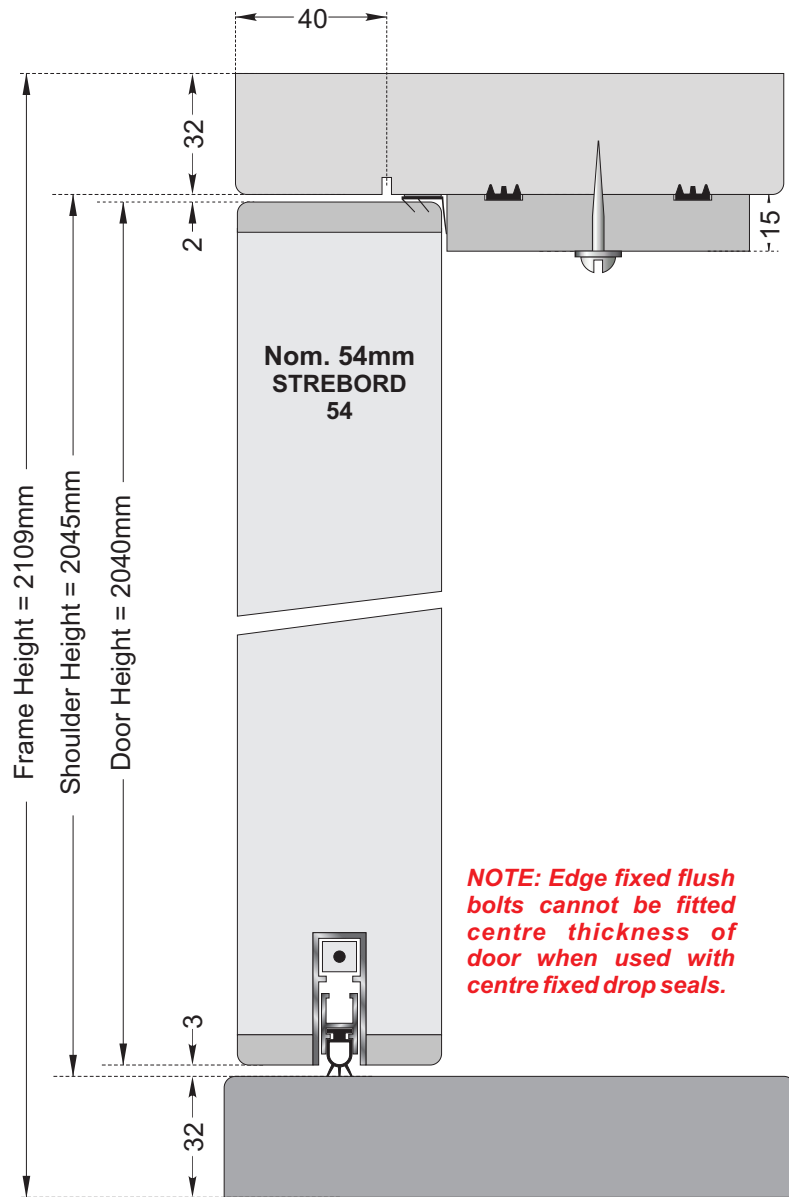 40
32
2
15
Nom. 54mm
STREBORD
54
Frame Height = 2109mm
Shoulder Height = 2045mm
Door Height = 2040mm
NOTE: Edge fixed flush
bolts cannot be fitted
centre thickness of
door when used with
centre fixed drop seals.
3
32